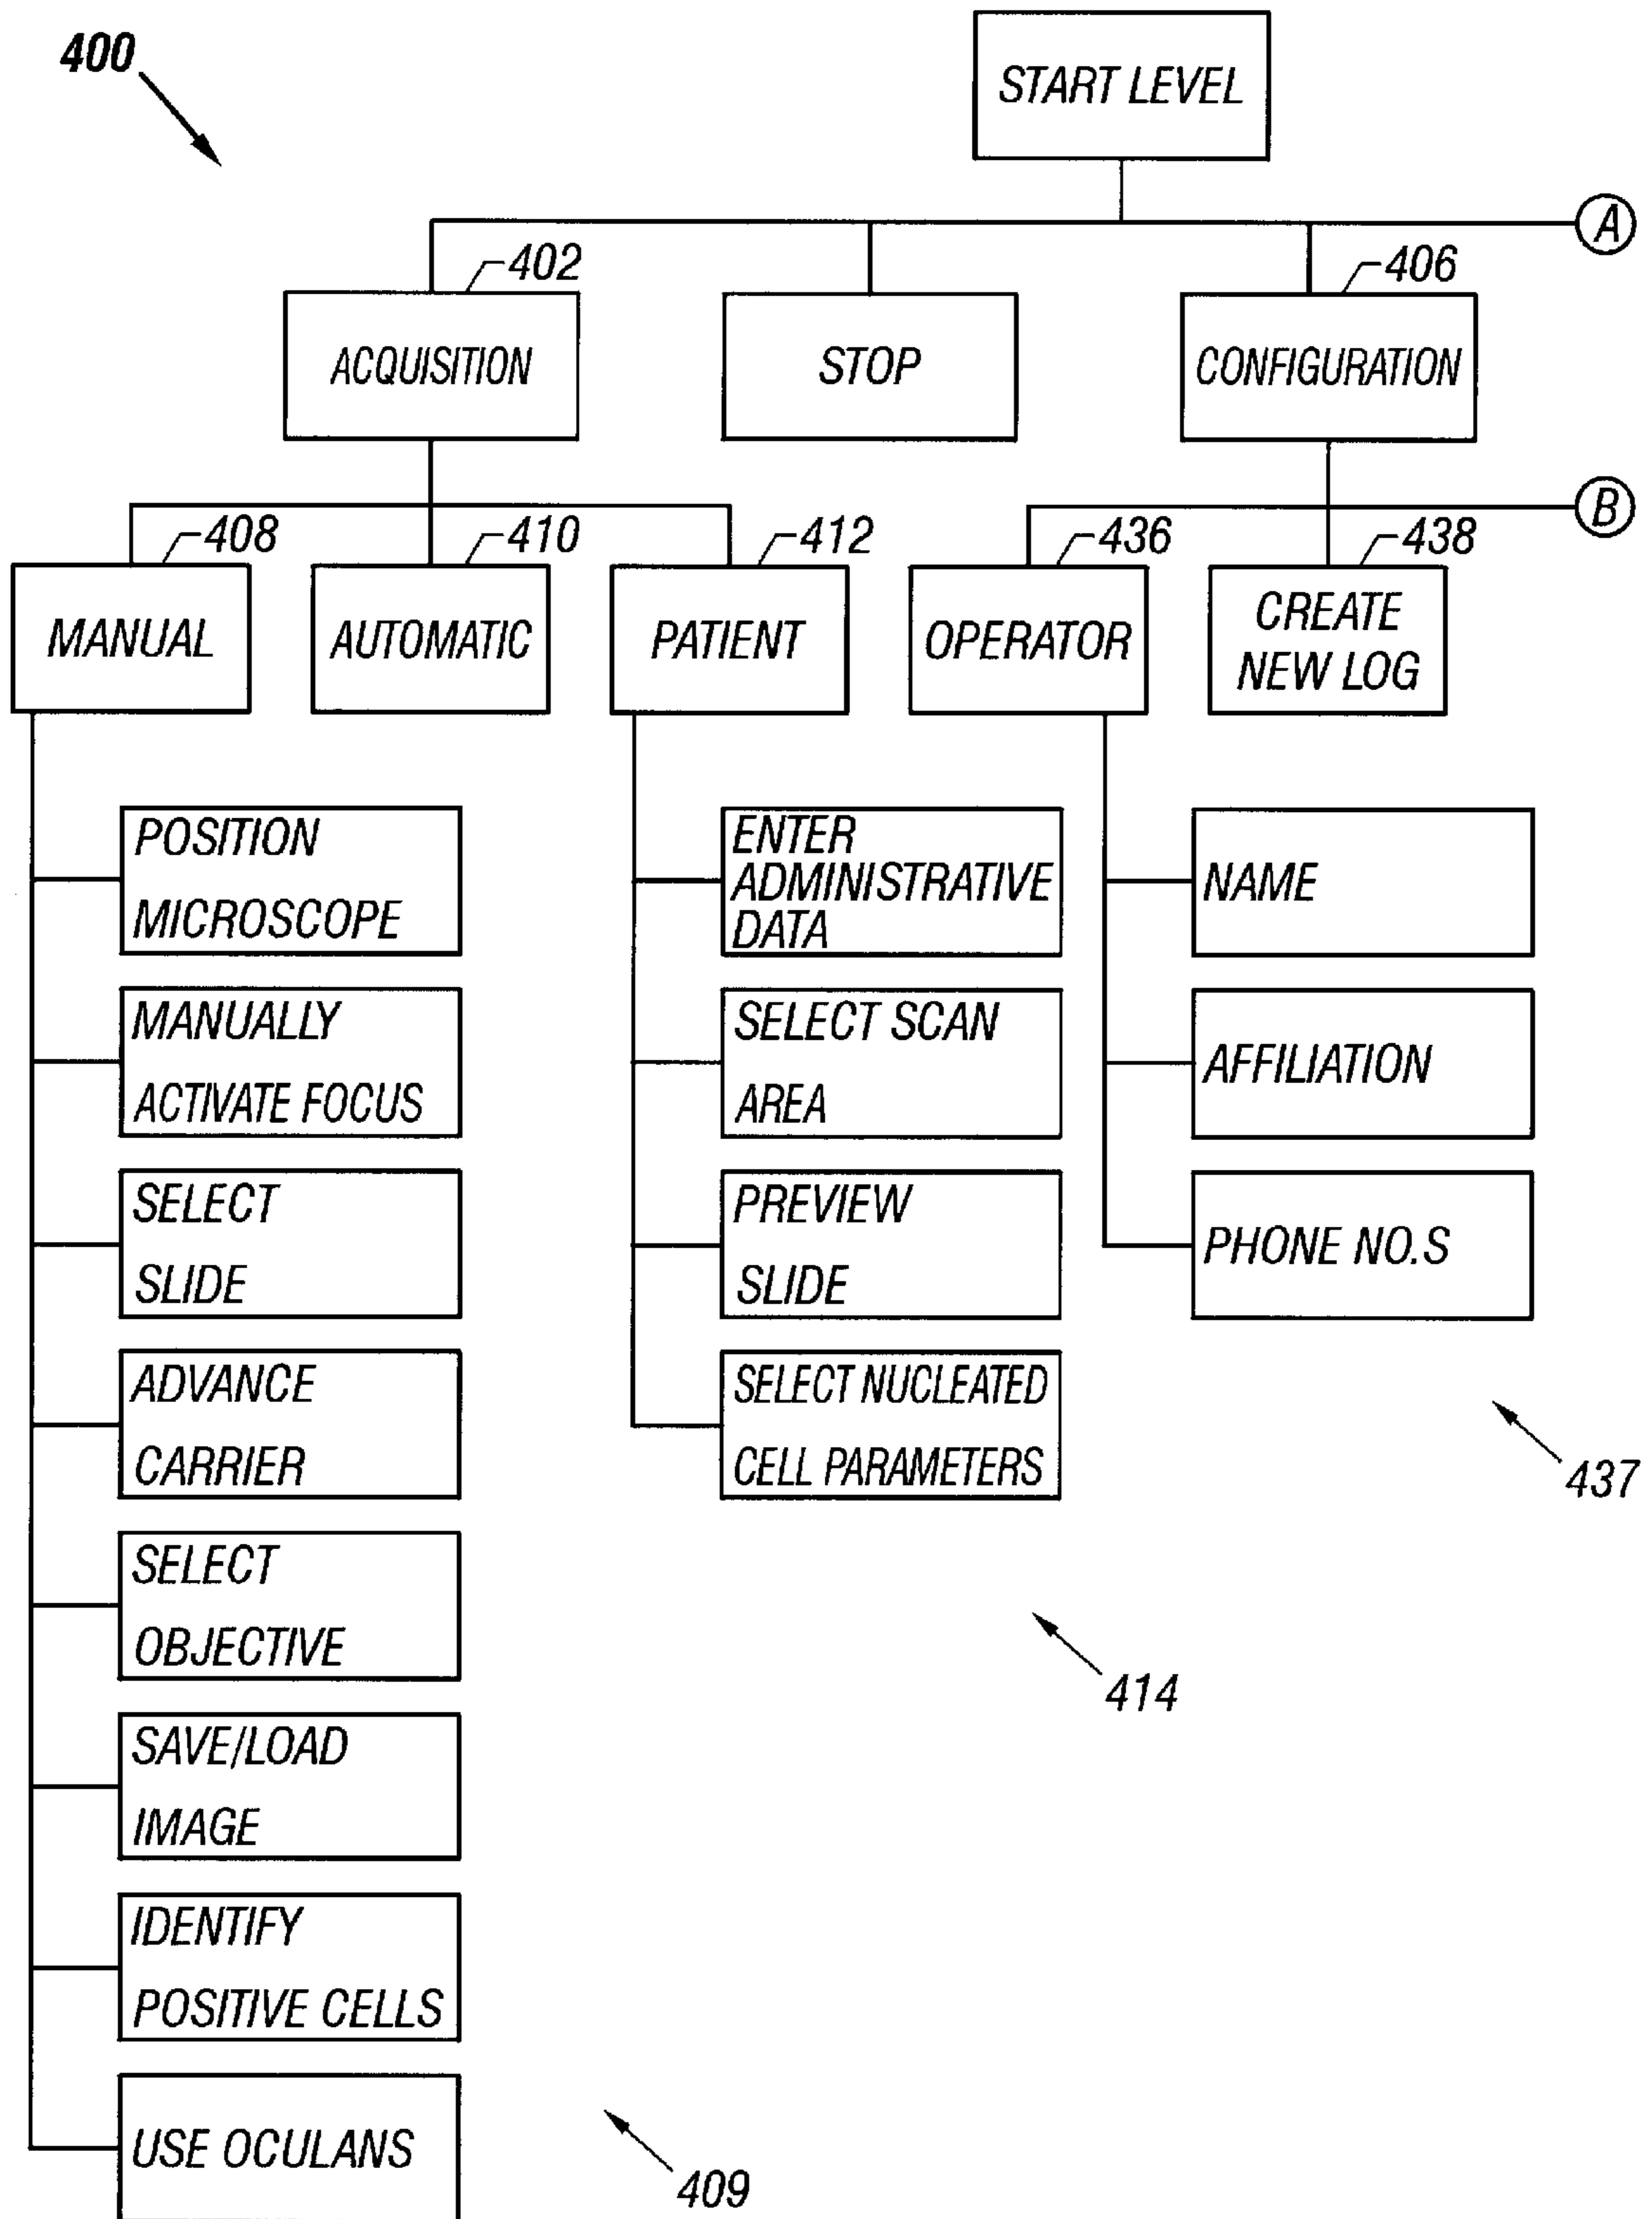 400
START LEVEL
A
402
406
ACQUISITION
STOP
CONFIGURATION
B
408
410
412
436
438
MANUAL
AUTOMATIC
PATIENT
OPERATOR
CREATE
NEW LOG
POSITION
MICROSCOPE
MANUALLY
ACTIVATE FOCUS
SELECT
SLIDE
ADVANCE
CARRIER
SELECT
OBJECTIVE
SAVE/LOAD
IMAGE
IDENTIFY
POSITIVE CELLS
USE OCULANS
409
ENTER
ADMINISTRATIVE
DATA
SELECT SCAN
AREA
PREVIEW
SLIDE
SELECT NUCLEATED
CELL PARAMETERS
414
NAME
AFFILIATION
PHONE NO.S
437